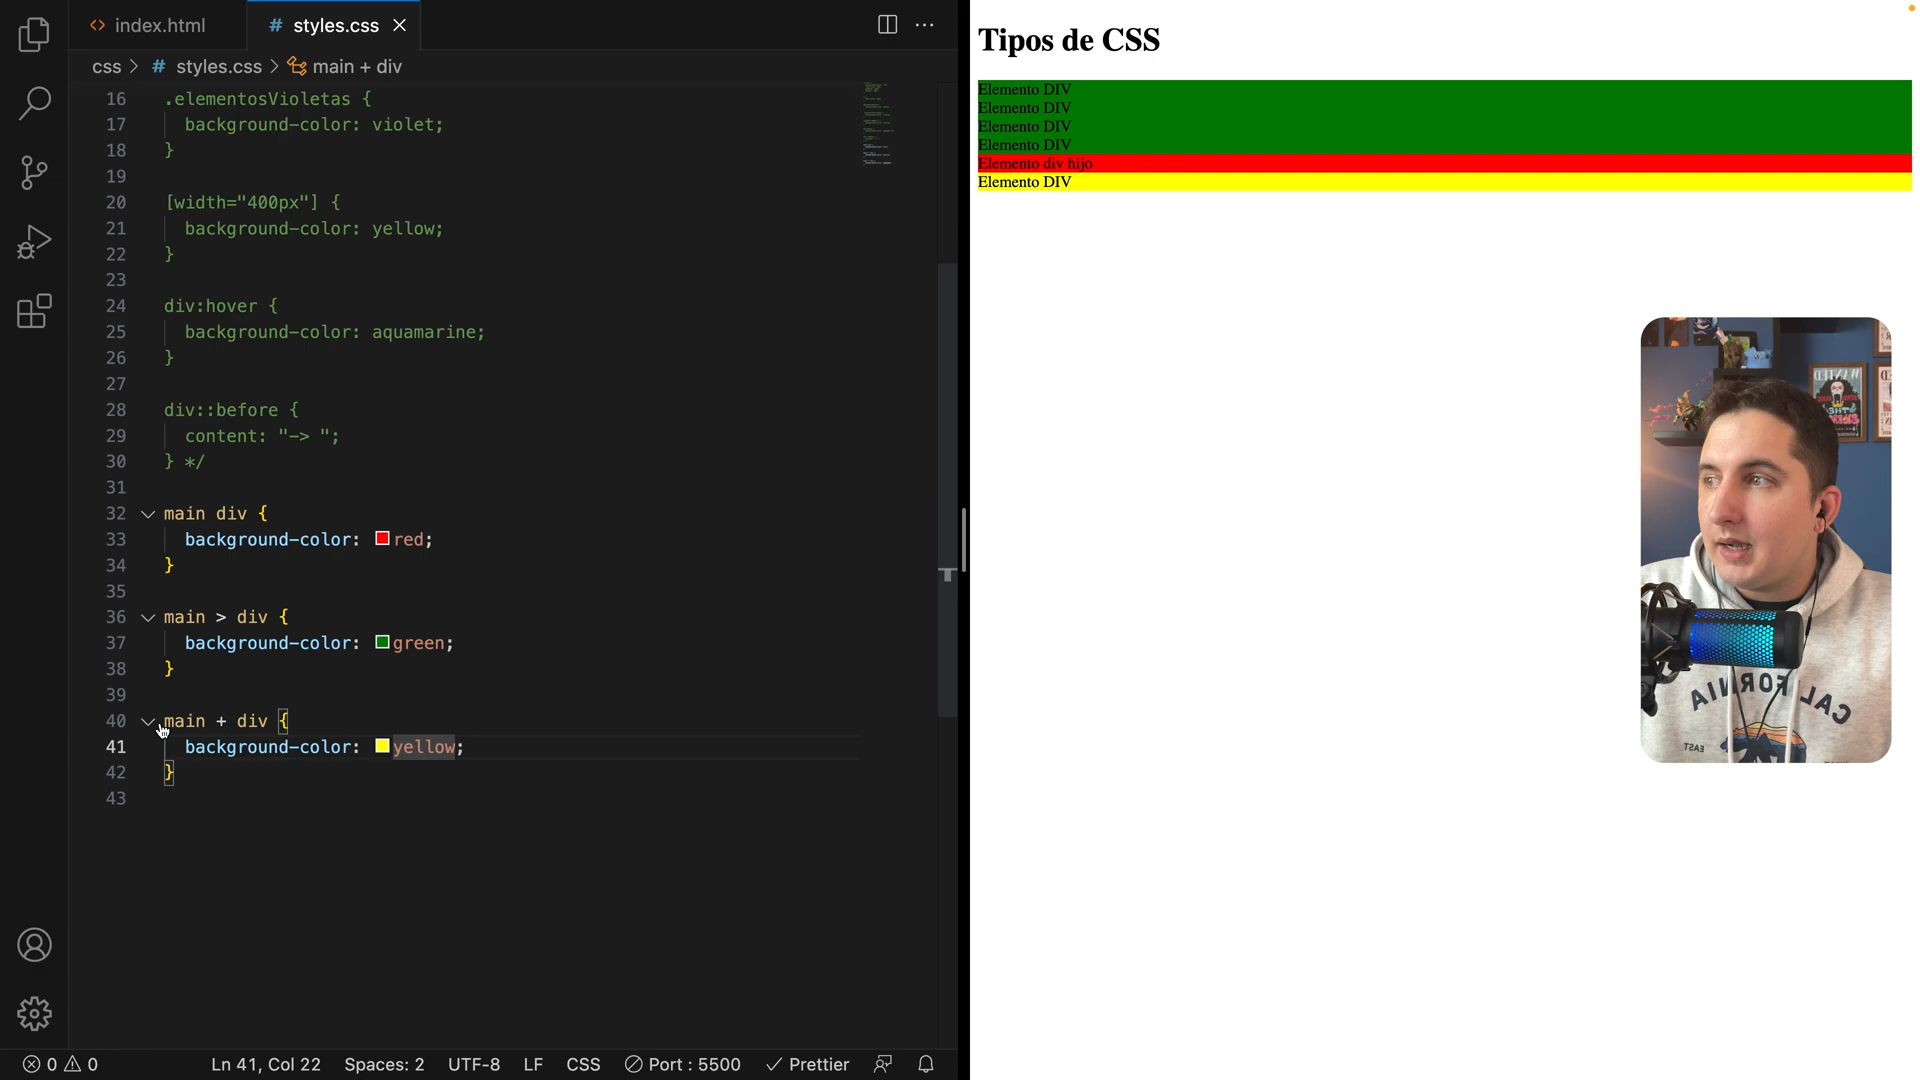 index.html
styles.css
css > # styles.css > main + div
16 .elementosVioletas {
17 background-color: violet;
18 }
19
20 [width="400px"] {
21 background-color: yellow;
22 }
23
24 div:hover {
25 background-color: aquamarine;
26 }
27
28 div::before {
29 content: "-> ";
30 } */
31
32 main div {
33 background-color: red;
34 }
35
36 main > div {
37 background-color: green;
38 }
39
40 main + div {
41 background-color: yellow;
42 }
43
0 0 Ln 41, Col 22 Spaces: 2 UTF-8 LF CSS Port : 5500 Prettier
Tipos de CSS
Elemento DIV
Elemento DIV
Elemento DIV
Elemento DIV
Elemento div hijo
Elemento DIV
WANTED
CALIFORNIA
EAST